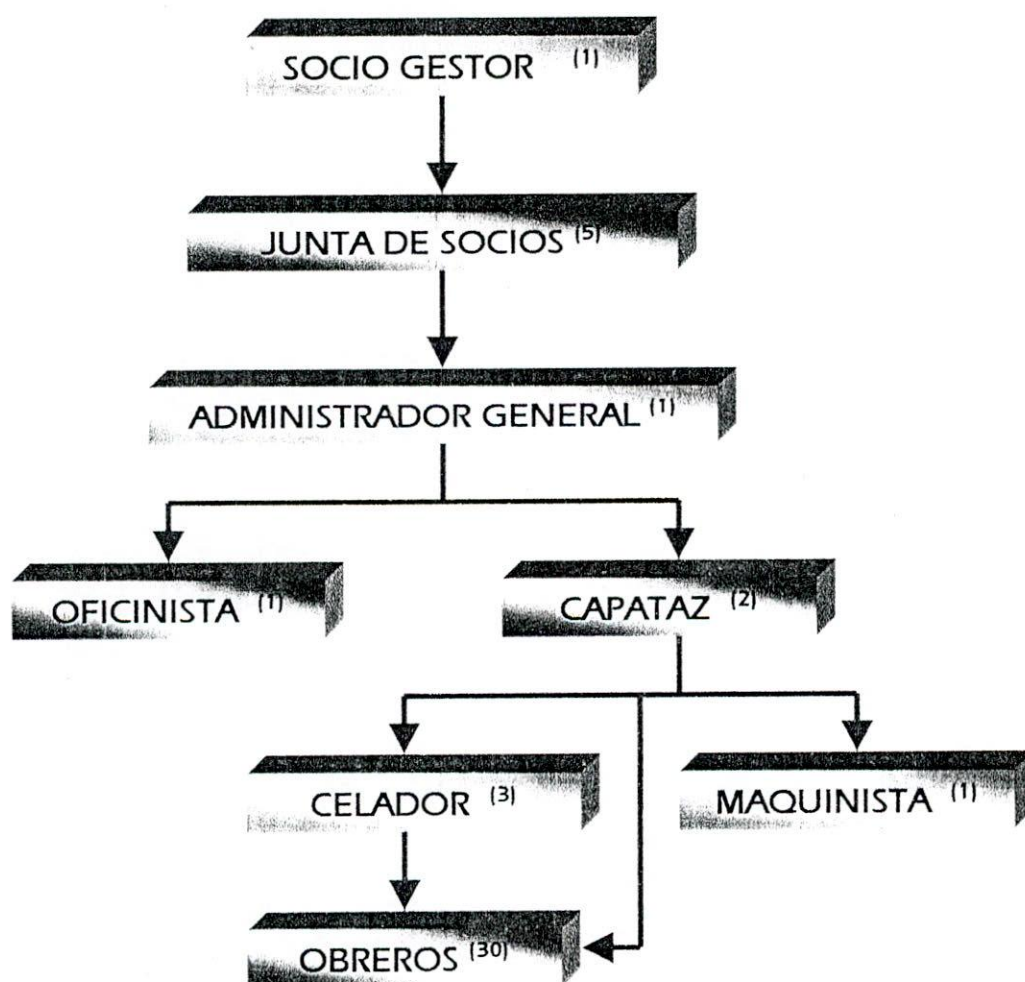 SOCIO GESTOR (1)
JUNTA DE SOCIOS (5)
ADMINISTRADOR GENERAL (1)
OFICINISTA (1)
CAPATAZ (2)
CELADOR (3)
MAQUINISTA (1)
OBREROS (30)